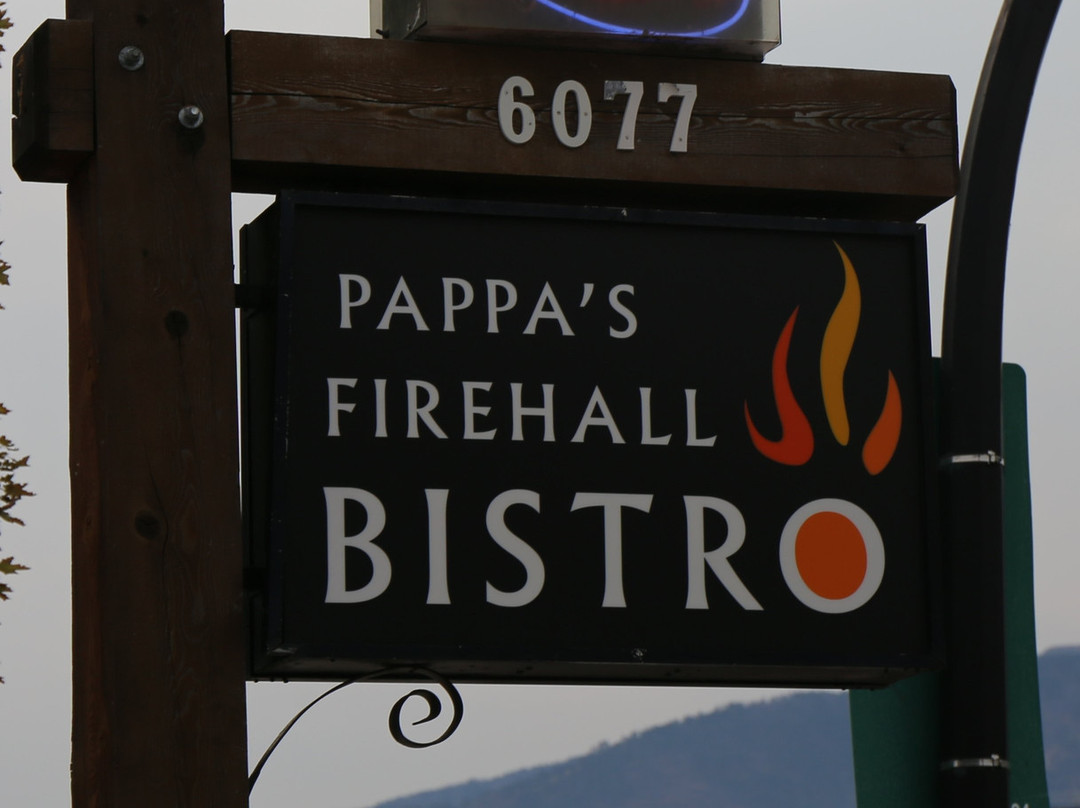 6077
PAPPA'S
FIREHALL
BISTRO